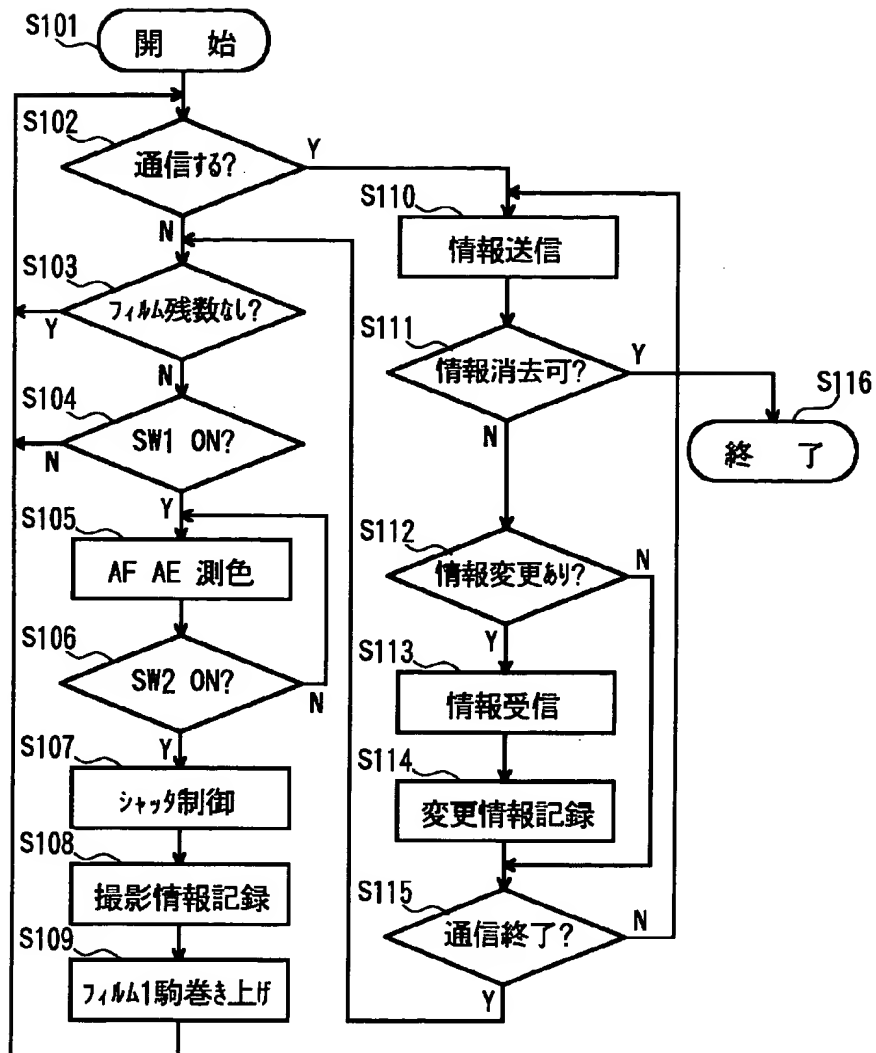 S101
開 始
S102
通信する?
Y
N
S103
フィルム残数なし?
Y
N
S104
SW1 ON?
N
Y
S105
AF AE 測色
S106
SW2 ON?
N
Y
S107
シャッタ制御
S108
撮影情報記録
S109
フィルム1駒巻き上げ
S110
情報送信
S111
情報消去可?
Y
N
S116
終 了
S112
情報変更あり?
N
Y
S113
情報受信
S114
変更情報記録
S115
通信終了?
N
Y